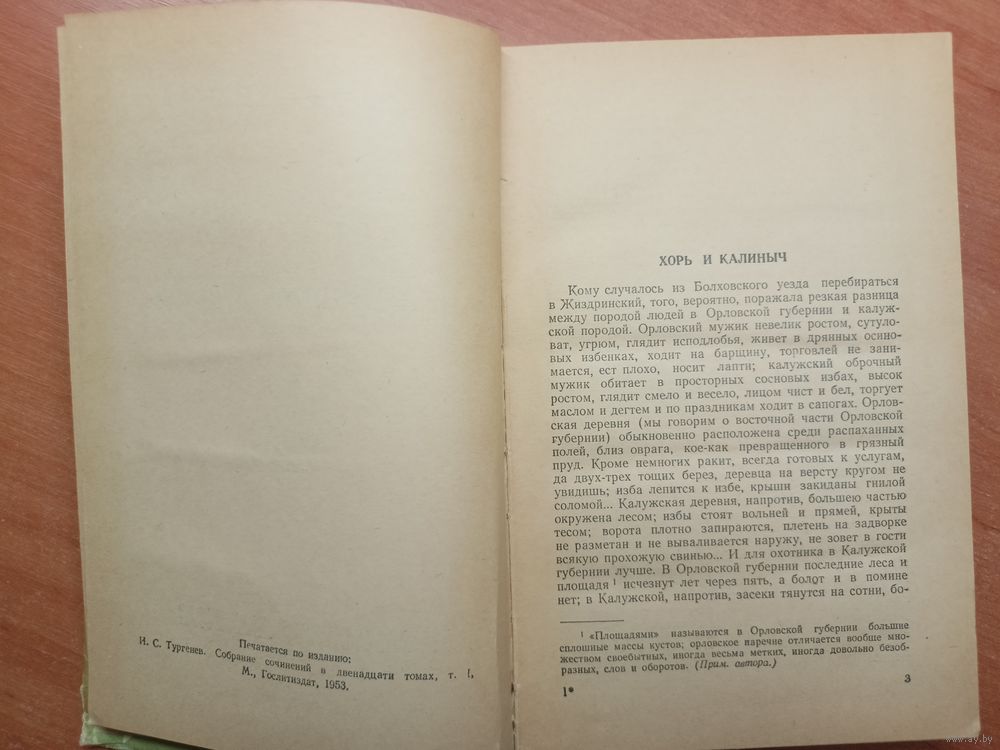 Печатается по изданию:
И. С. Тургенев. Собрание сочинений в двенадцати томах, т. I,
М., Гослитиздат, 1953.
ХОРЬ И КАЛИНЫЧ
Кому случалось из Болховского уезда перебираться
в Жиздринский, того, вероятно, поражала резкая разница
между породой людей в Орловской губернии и калуж-
ской породой. Орловский мужик невелик ростом, сутуло-
ват, угрюм, глядит исподлобья, живет в дрянных осино-
вых избенках, ходит на барщину, торговлей не зани-
мается, ест плохо, носит лапти; калужский оброчный
мужик обитает в просторных сосновых избах, высок
ростом, глядит смело и весело, лицом чист и бел, торгует
маслом и дегтем и по праздникам ходит в сапогах. Орлов-
ская деревня (мы говорим о восточной части Орловской
губернии) обыкновенно расположена среди распаханных
полей, близ оврага, кое-как превращенного в грязный
пруд. Кроме немногих ракит, всегда готовых к услугам,
да двух-трех тощих берез, деревца на версту кругом не
увидишь; изба лепится к избе, крыши закиданы гнилой
соломой... Калужская деревня, напротив, большею частью
окружена лесом; избы стоят вольней и прямей, крыты
тесом; ворота плотно запираются, плетень на задворке
не разметан и не вываливается наружу, не зовет в гости
всякую прохожую свинью... И для охотника в Калужской
губернии лучше. В Орловской губернии последние леса и
площадя ¹ исчезнут лет через пять, а болот и в помине
нет; в Калужской, напротив, засеки тянутся на сотни, бо-
¹ «Площадями» называются в Орловской губернии большие
сплошные массы кустов; орловское наречие отличается вообще мно-
жеством своебытных, иногда весьма метких, иногда довольно безоб-
разных, слов и оборотов. (Прим. автора.)
1*
3
www.ay.by